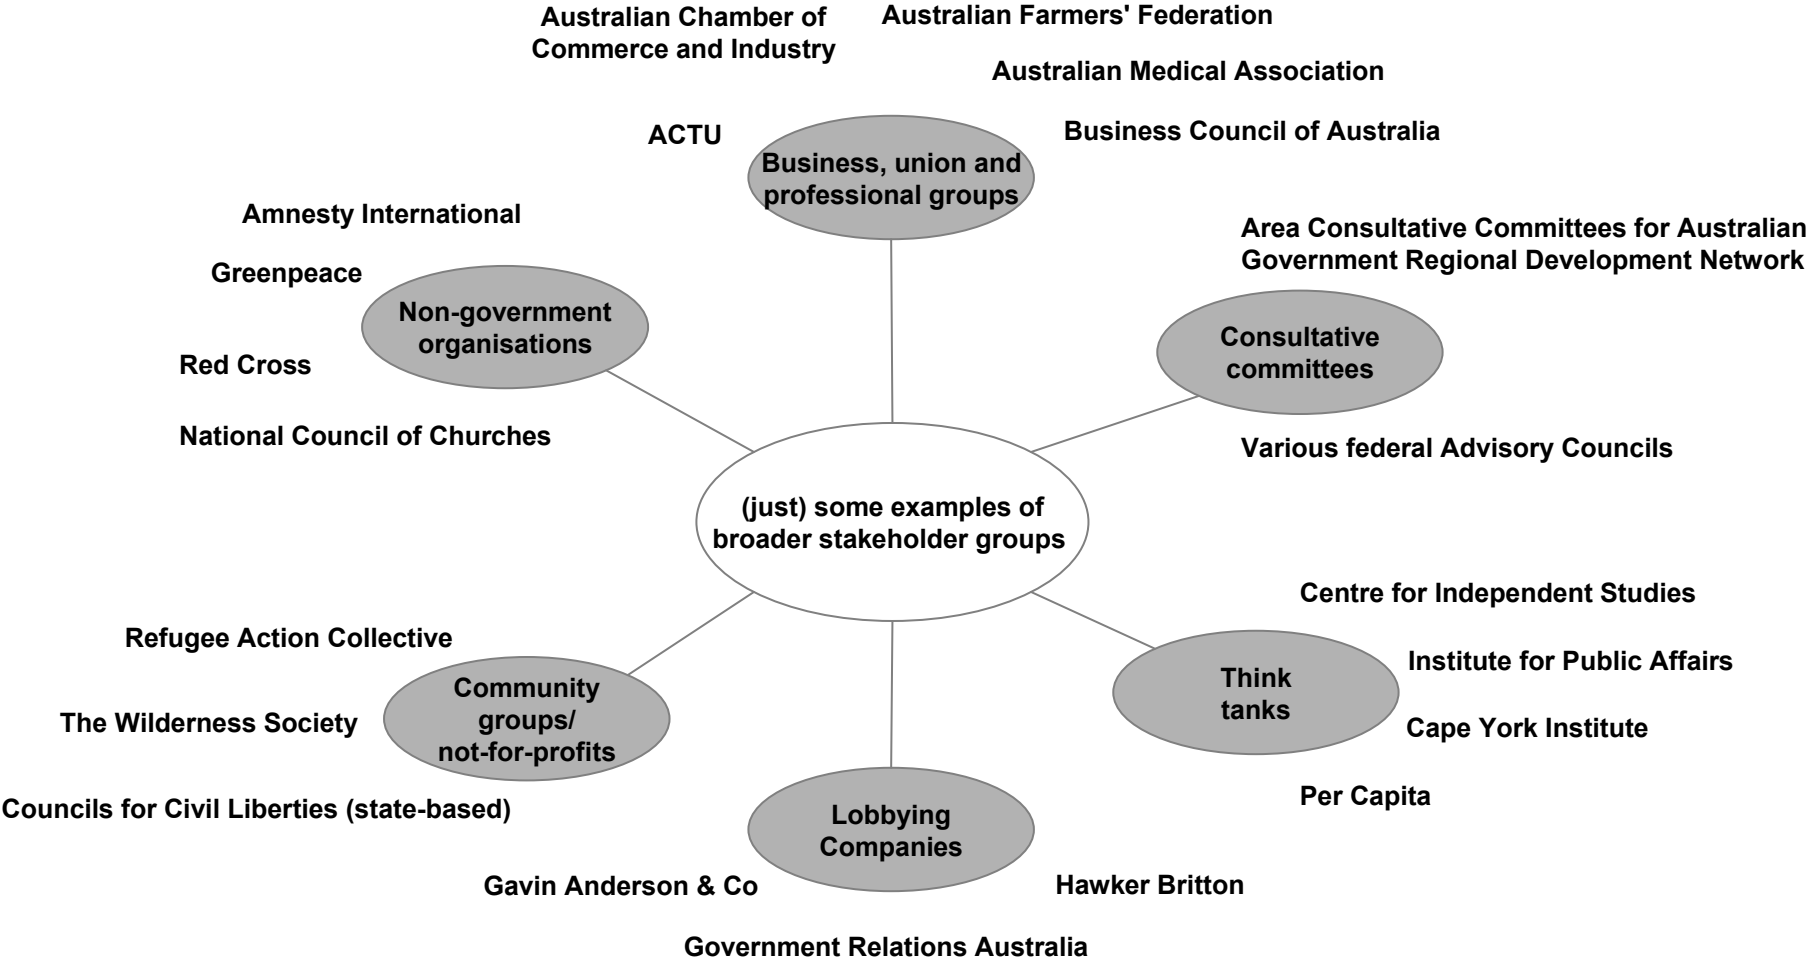 Australian Chamber of
Commerce and Industry
Australian Farmers' Federation
Australian Medical Association
ACTU
Business Council of Australia
Business, union and
professional groups
Amnesty International
Greenpeace
Non-government
organisations
Red Cross
National Council of Churches
Area Consultative Committees for Australian
Government Regional Development Network
Consultative
committees
Various federal Advisory Councils
(just) some examples of
broader stakeholder groups
Refugee Action Collective
Community
groups/
not-for-profits
The Wilderness Society
Councils for Civil Liberties (state-based)
Centre for Independent Studies
Think
tanks
Institute for Public Affairs
Cape York Institute
Per Capita
Lobbying
Companies
Gavin Anderson & Co
Hawker Britton
Government Relations Australia